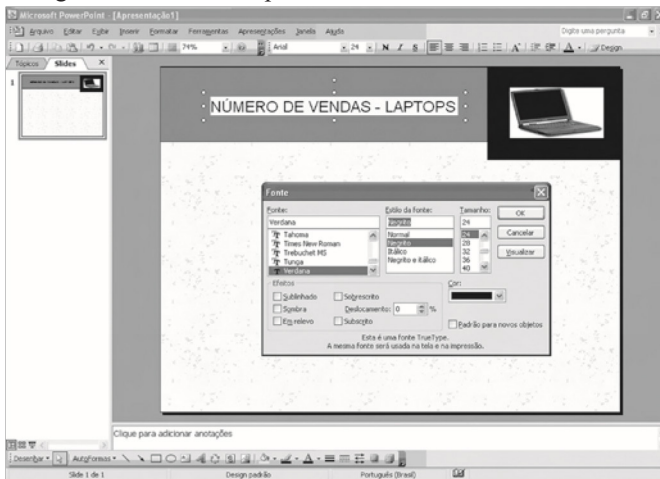 Microsoft PowerPoint - [Apresentação1]
Arquivo Editar Exibir Inserir Formatar Ferramentas Apresentações Janela Ajuda
Digite uma pergunta
74% Arial 24 N I S Design
Tópicos Slides
1
NÚMERO DE VENDAS - LAPTOPS
Fonte
Fonte: Estilo da fonte: Tamanho:
Verdana Negrito 24 OK
Tahoma Normal 24 Cancelar
Times New Roman Negrito 28
Trebuchet MS Itálico 32 Visualizar
Tunga Negrito e itálico 36
Verdana 40
Efeitos Cor:
Sublinhado Sobrescrito
Sombra Deslocamento: 0 %
Em relevo Subscrito Padrão para novos objetos
Esta é uma fonte TrueType.
A mesma fonte será usada na tela e na impressão.
Clique para adicionar anotações
Desenhar AutoFormas
Slide 1 de 1 Design padrão Português (Brasil)